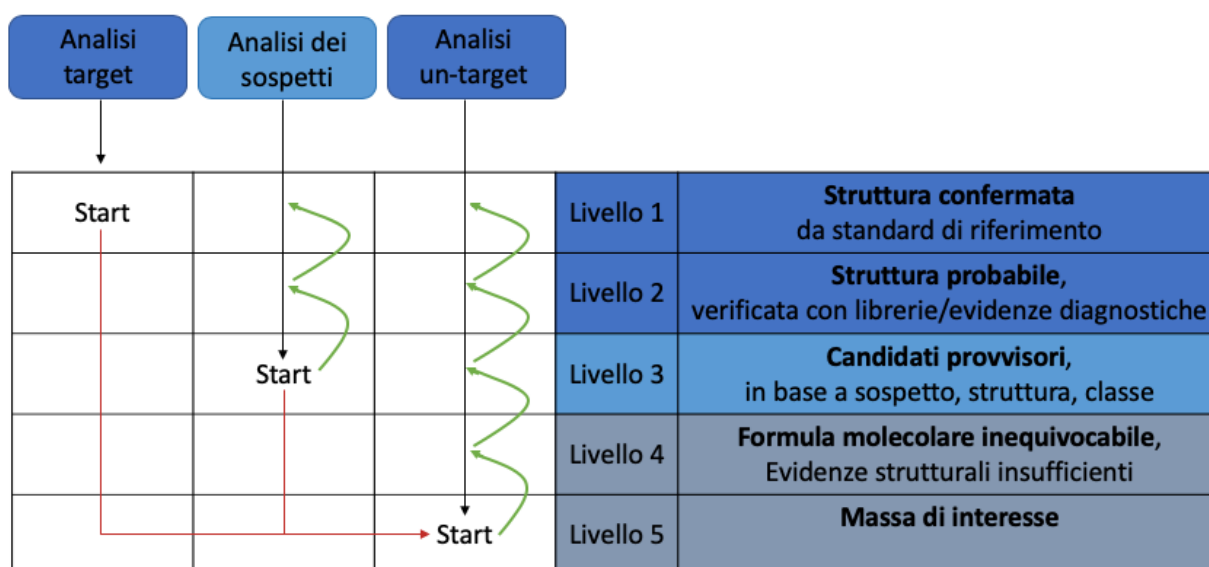 Analisi
target
Analisi dei
sospetti
Analisi
un-target
Start
Livello 1
Struttura confermata
da standard di riferimento
Livello 2
Struttura probabile,
verificata con librerie/evidenze diagnostiche
Start
Livello 3
Candidati provvisori,
in base a sospetto, struttura, classe
Livello 4
Formula molecolare inequivocabile,
Evidenze strutturali insufficienti
Start
Livello 5
Massa di interesse